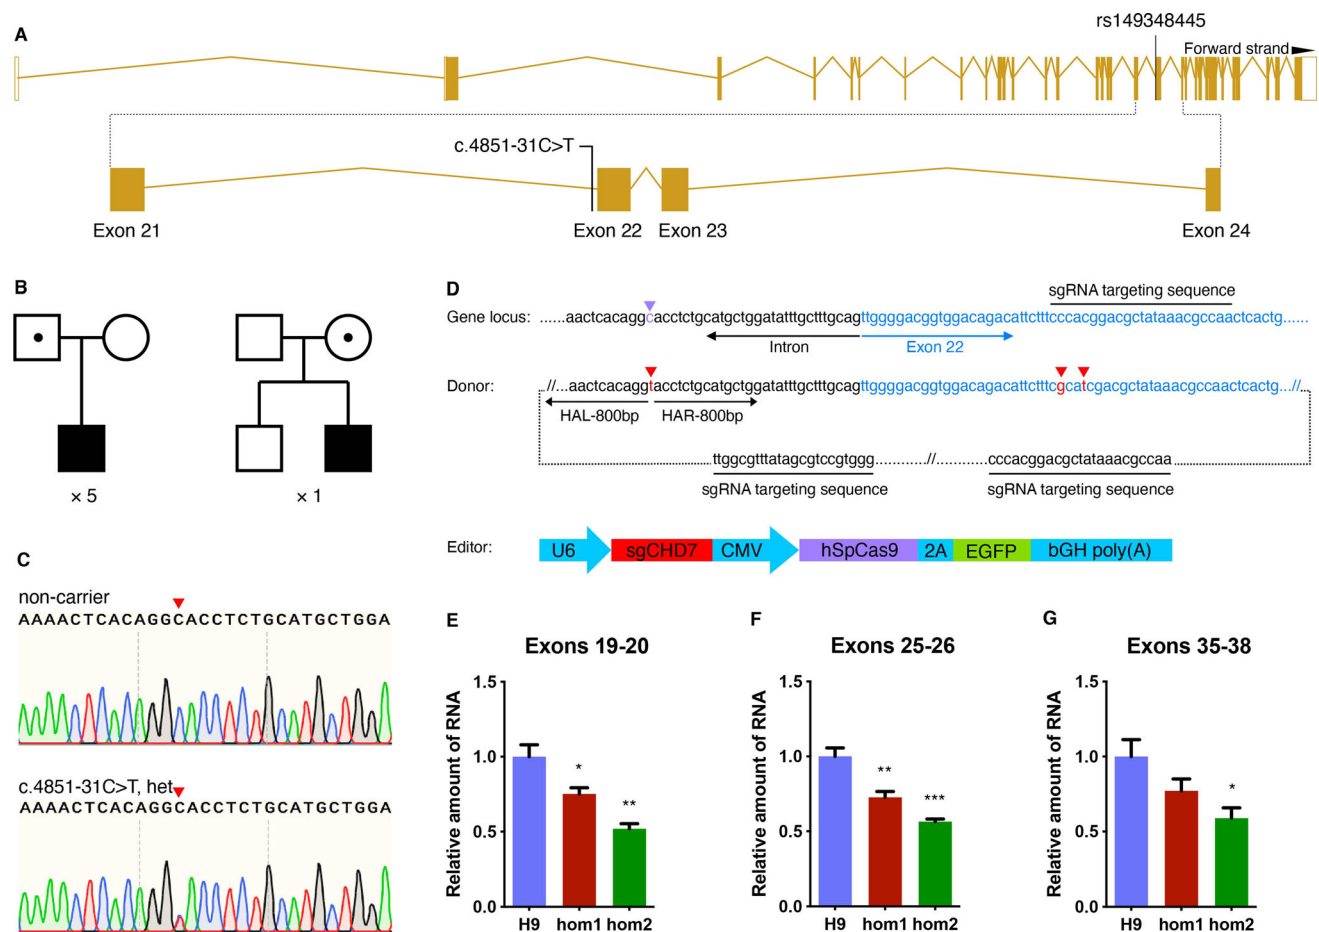 A
rs149348445
Forward strand
c.4851-31C>T
Exon 21
Exon 22
Exon 23
Exon 24
B
× 5
× 1
C
non-carrier
AAAACTCACAGGCACCTCTGCATGCTGGA
c.4851-31C>T, het
AAAACTCACAGGCACCTCTGCATGCTGGA
D
sgRNA targeting sequence
Gene locus: ......aactcacaggcacctctgcatgctggatatttgctttgcagttggggacggtggacagacattctttcccacggacgctataaacgccaactcactg......
Intron
Exon 22
Donor: //...aactcacaggtacctctgcatgctggatatttgctttgcagttggggacggtggacagacattctttcgcatcgacgctataaacgccaactcactg...//
HAL-800bp
HAR-800bp
ttggcgtttatagcgtccgtggg............//............cccacggacgctataaacgccaa
sgRNA targeting sequence
sgRNA targeting sequence
Editor:
U6
sgCHD7
CMV
hSpCas9
2A
EGFP
bGH poly(A)
E
Exons 19-20
Relative amount of RNA
1.5
1.0
0.5
0.0
*
**
H9 hom1 hom2
F
Exons 25-26
Relative amount of RNA
1.5
1.0
0.5
0.0
**
***
H9 hom1 hom2
G
Exons 35-38
Relative amount of RNA
1.5
1.0
0.5
0.0
*
H9 hom1 hom2